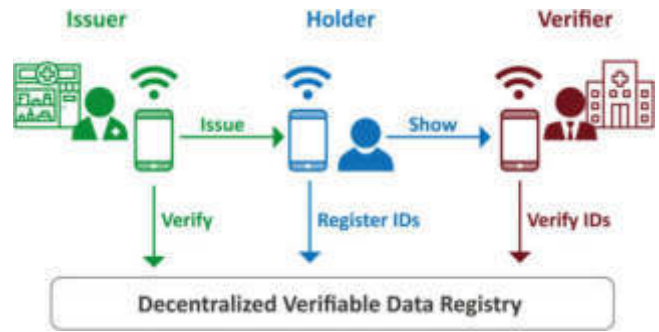 Issuer
Holder
Verifier
Issue
Show
Verify
Register IDs
Verify IDs
Decentralized Verifiable Data Registry